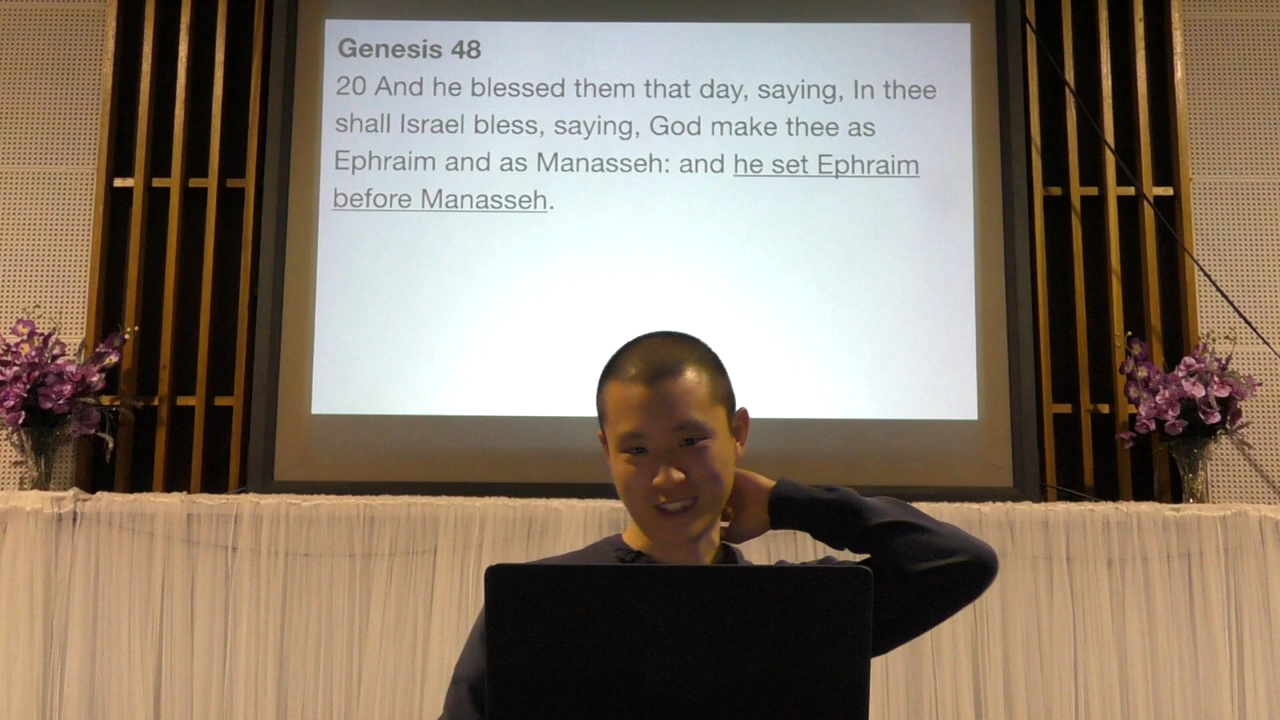 Genesis 48
20 And he blessed them that day, saying, In thee
shall Israel bless, saying, God make thee as
Ephraim and as Manasseh: and he set Ephraim
before Manasseh.